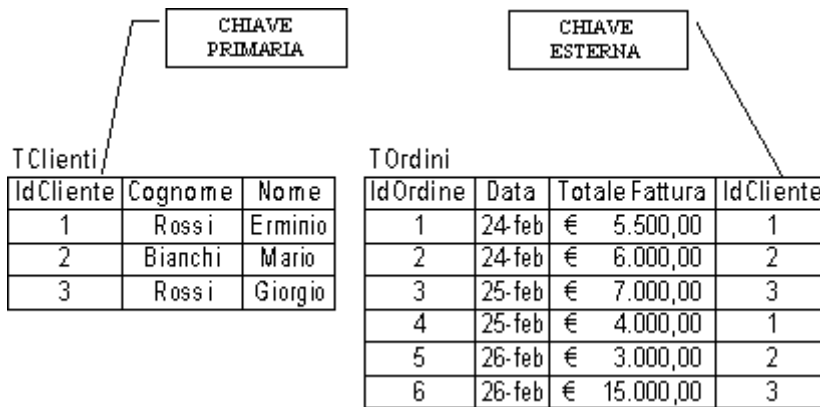 CHIAVE
PRIMARIA
CHIAVE
ESTERNA
TClienti
IdCliente Cognome Nome
1 Rossi Erminio
2 Bianchi Mario
3 Rossi Giorgio
TOrdini
IdOrdine Data Totale Fattura IdCliente
1 24-feb € 5.500,00 1
2 24-feb € 6.000,00 2
3 25-feb € 7.000,00 3
4 25-feb € 4.000,00 1
5 26-feb € 3.000,00 2
6 26-feb € 15.000,00 3